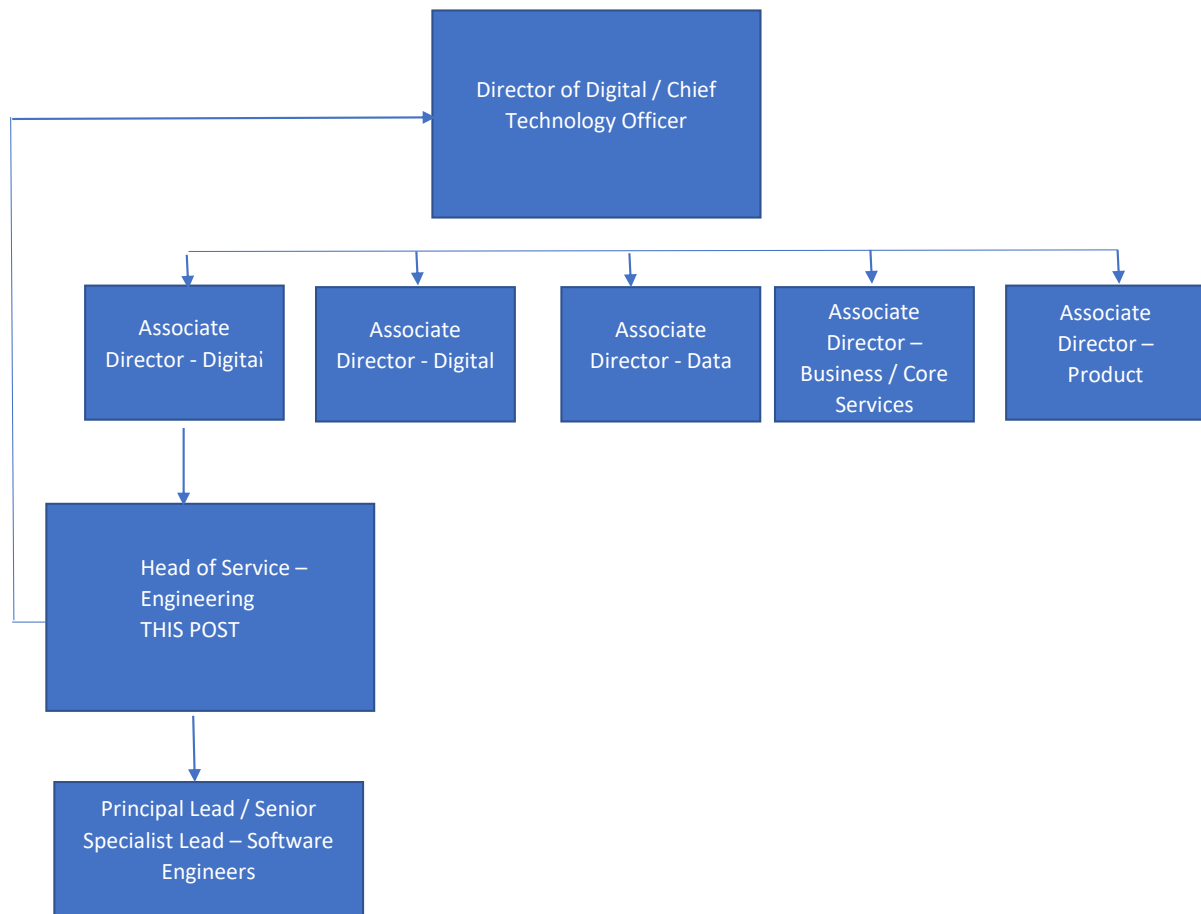 Director of Digital / Chief
Technology Officer
Associate
Director - Digital
Associate
Director - Digital
Associate
Director - Data
Associate
Director –
Business / Core
Services
Associate
Director –
Product
Head of Service –
Engineering
THIS POST
Principal Lead / Senior
Specialist Lead – Software
Engineers